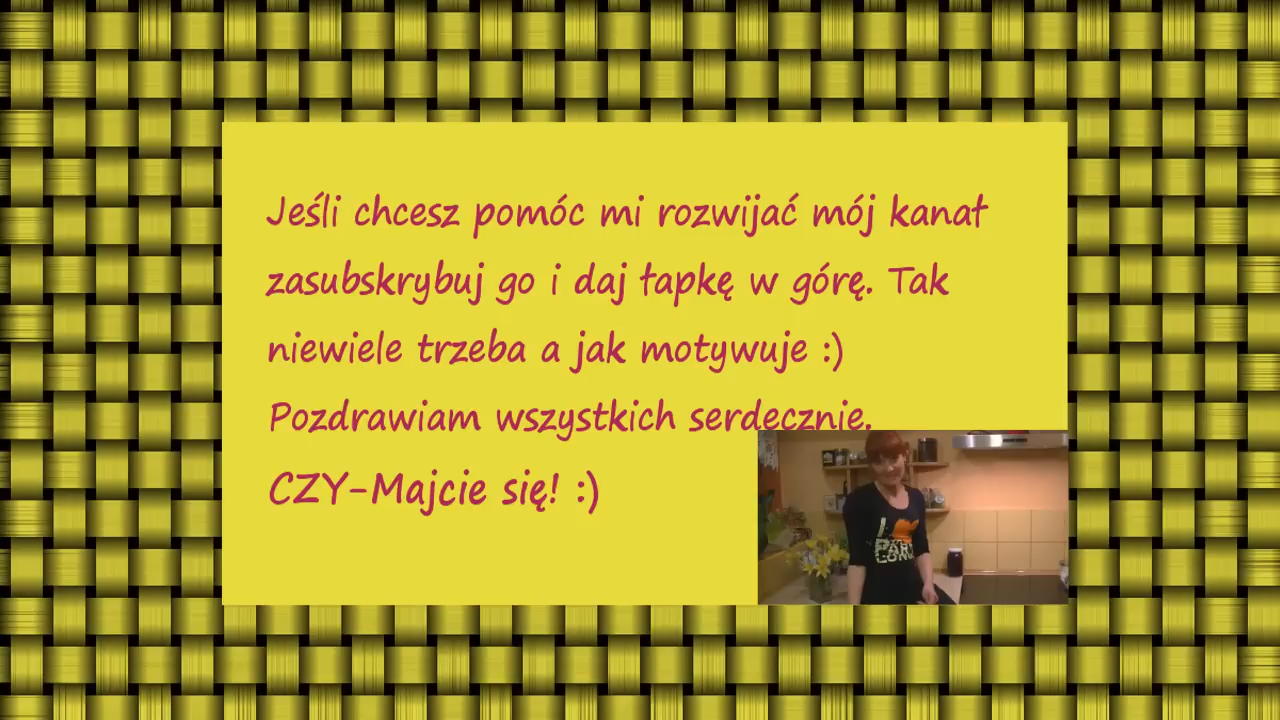 Jeśli chcesz pomóc mi rozwijać mój kanał
zasubskrybuj go i daj łapkę w górę. Tak
niewiele trzeba a jak motywuje :)
Pozdrawiam wszystkich serdecznie.
CZY-Majcie się! :)